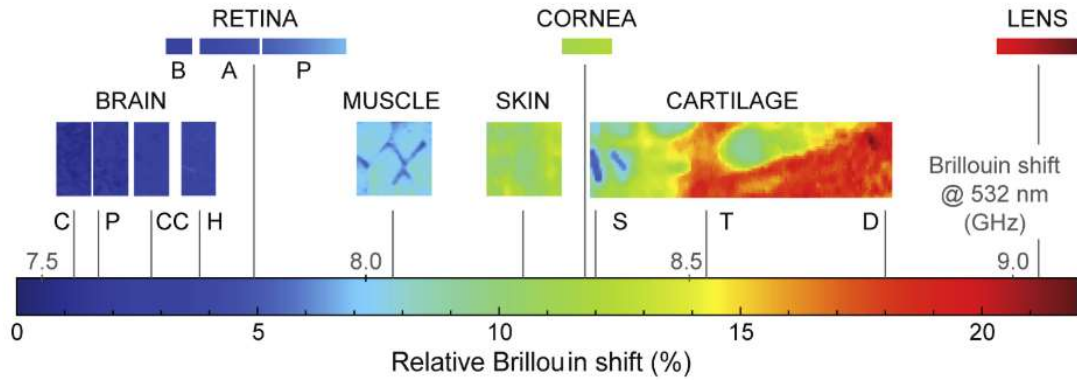 RETINA CORNEA LENS
B A P
BRAIN MUSCLE SKIN CARTILAGE
Brillouin shift
@ 532 nm
(GHz)
C P CC H S T D
7.5 8.0 8.5 9.0
0 5 10 15 20
Relative Brillouin shift (%)